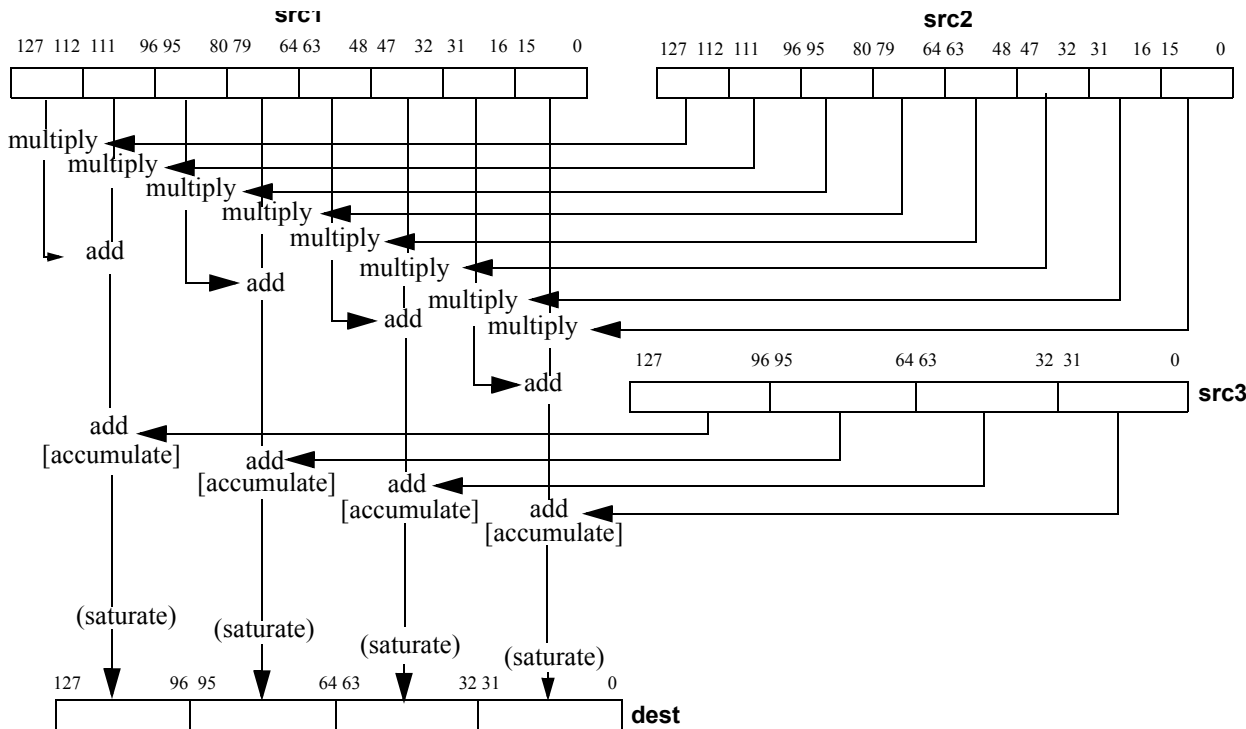 src1
src2
127 112 111 96 95 80 79 64 63 48 47 32 31 16 15 0
127 112 111 96 95 80 79 64 63 48 47 32 31 16 15 0
multiply
multiply
multiply
multiply
multiply
multiply
multiply
multiply
add
add
add
add
127 96 95 64 63 32 31 0
src3
add
[accumulate]
add
[accumulate]
add
[accumulate]
add
[accumulate]
(saturate)
(saturate)
(saturate)
(saturate)
127 96 95 64 63 32 31 0
dest